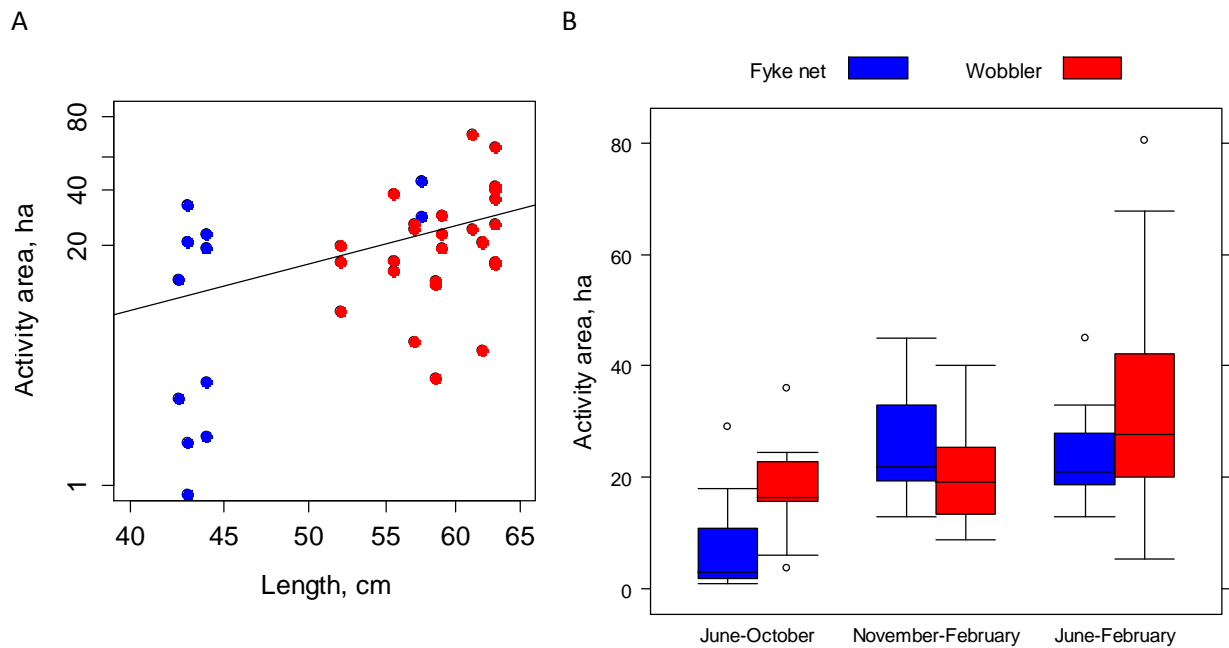 A
B
Fyke net
Wobbler
80
40
20
1
Activity area, ha
40
45
50
55
60
65
Length, cm
80
60
40
20
0
Activity area, ha
June-October
November-February
June-February